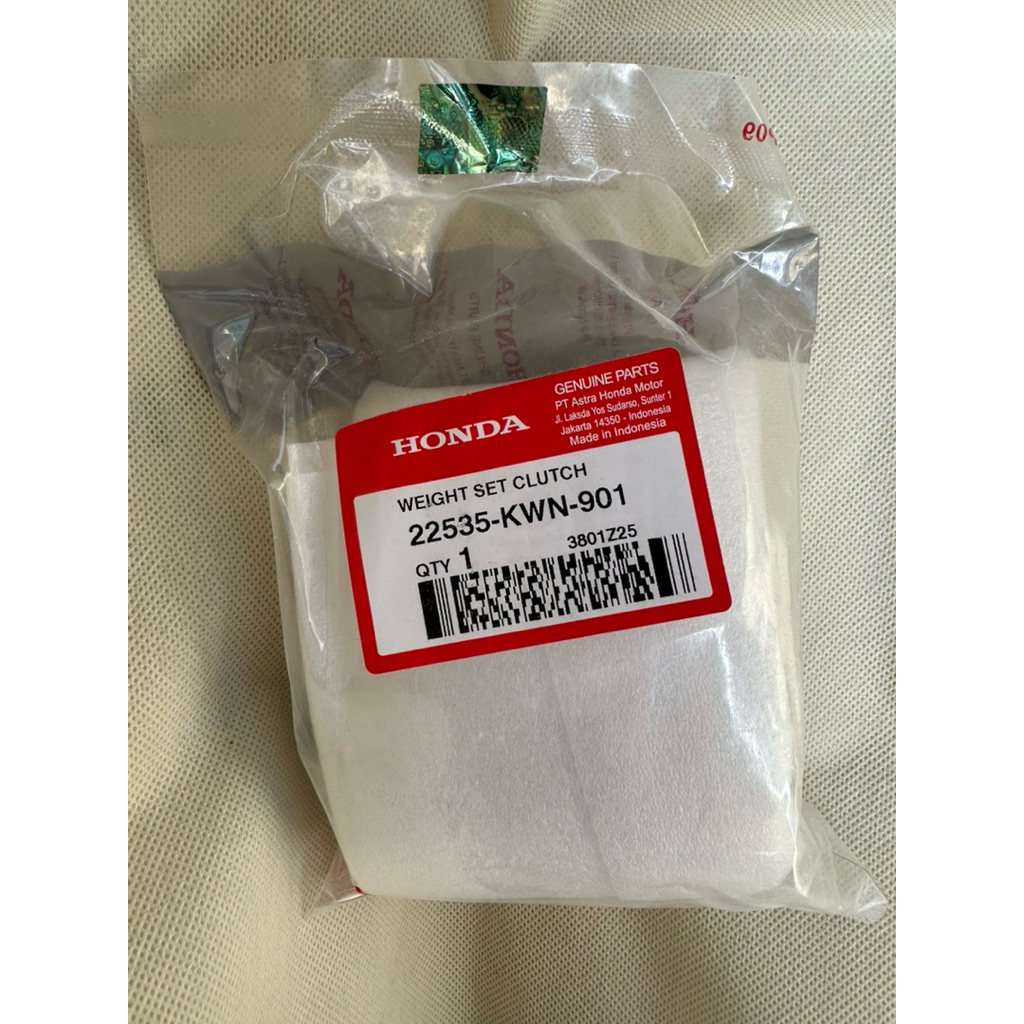 HONDA
GENUINE PARTS
PT Astra Honda Motor
Jl. Laksda Yos Sudarso, Sunter 1
Jakarta 14350 - Indonesia
Made in Indonesia
WEIGHT SET CLUTCH
22535-KWN-901
3801Z25
QTY 1